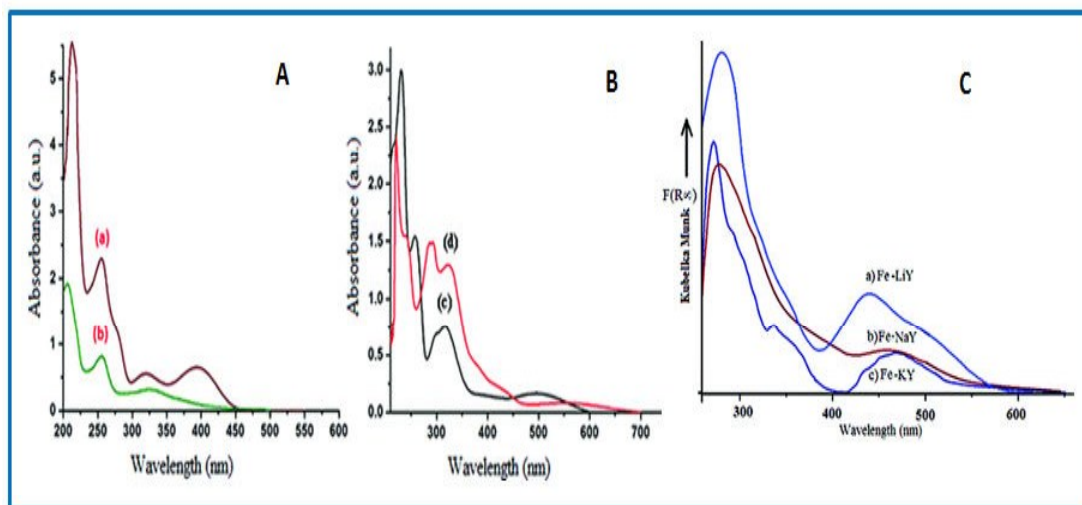 A
5
4
3
2
1
0
Absorbance (a.u.)
(a)
(b)
200 250 300 350 400 450 500 550 600
Wavelength (nm)
B
3.0
2.5
2.0
1.5
1.0
0.5
0.0
Absorbance (a.u.)
(d)
(c)
300 400 500 600 700
Wavelength (nm)
C
F(R∞)
Kubelka Munk
a)Fe-LiY
b)Fe-NaY
c)Fe-KY
300 400 500 600
Wavelength (nm)